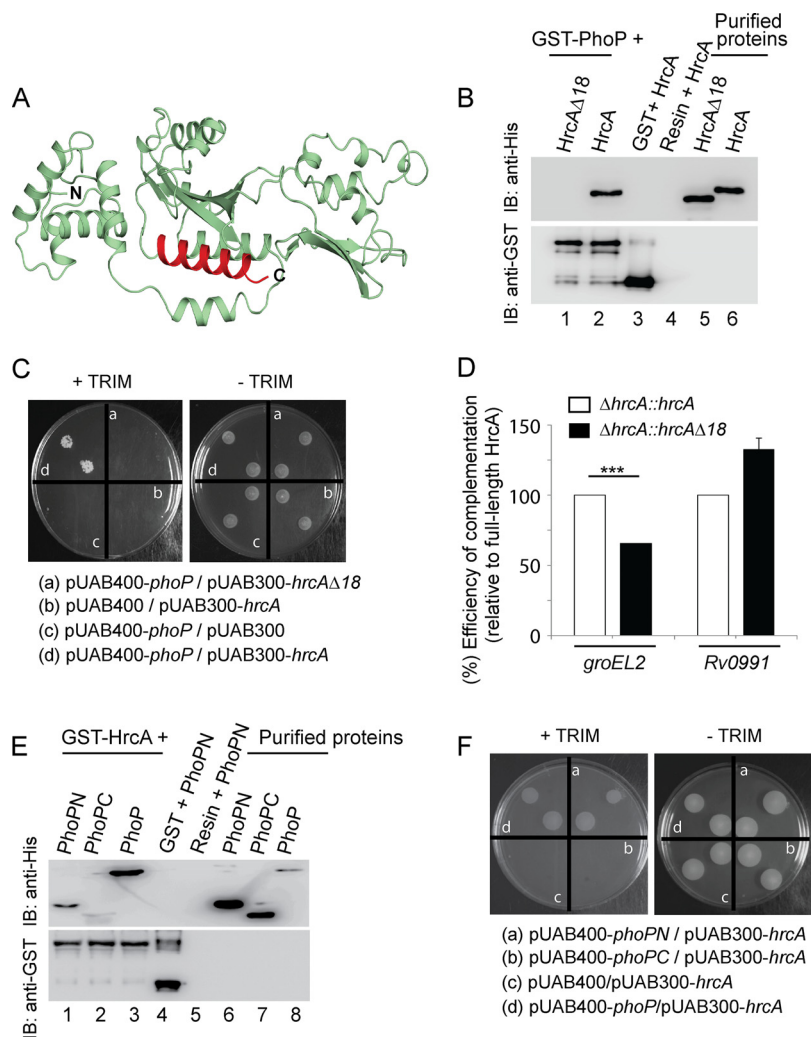 A
N
C
B
GST-PhoP +
Purified
proteins
HrcAΔ18
HrcA
GST+ HrcA
Resin + HrcA
HrcAΔ18
HrcA
IB: anti-His
IB: anti-GST
1 2 3 4 5 6
C
+ TRIM - TRIM
a
d
b
c
a
d
b
c
(a) pUAB400-phoP / pUAB300-hrcAΔ18
(b) pUAB400 / pUAB300-hrcA
(c) pUAB400-phoP / pUAB300
(d) pUAB400-phoP / pUAB300-hrcA
D
ΔhrcA::hrcA
ΔhrcA::hrcAΔ18
(%) Efficiency of complementation
(relative to full-length HrcA)
150
100
50
0
***
groEL2 Rv0991
E
GST-HrcA +
Purified proteins
PhoPN
PhoPC
PhoP
GST + PhoPN
Resin + PhoPN
PhoPN
PhoPC
PhoP
IB: anti-His
IB: anti-GST
1 2 3 4 5 6 7 8
F
+ TRIM - TRIM
a
d
b
c
a
d
b
c
(a) pUAB400-phoPN / pUAB300-hrcA
(b) pUAB400-phoPC / pUAB300-hrcA
(c) pUAB400/pUAB300-hrcA
(d) pUAB400-phoP/pUAB300-hrcA